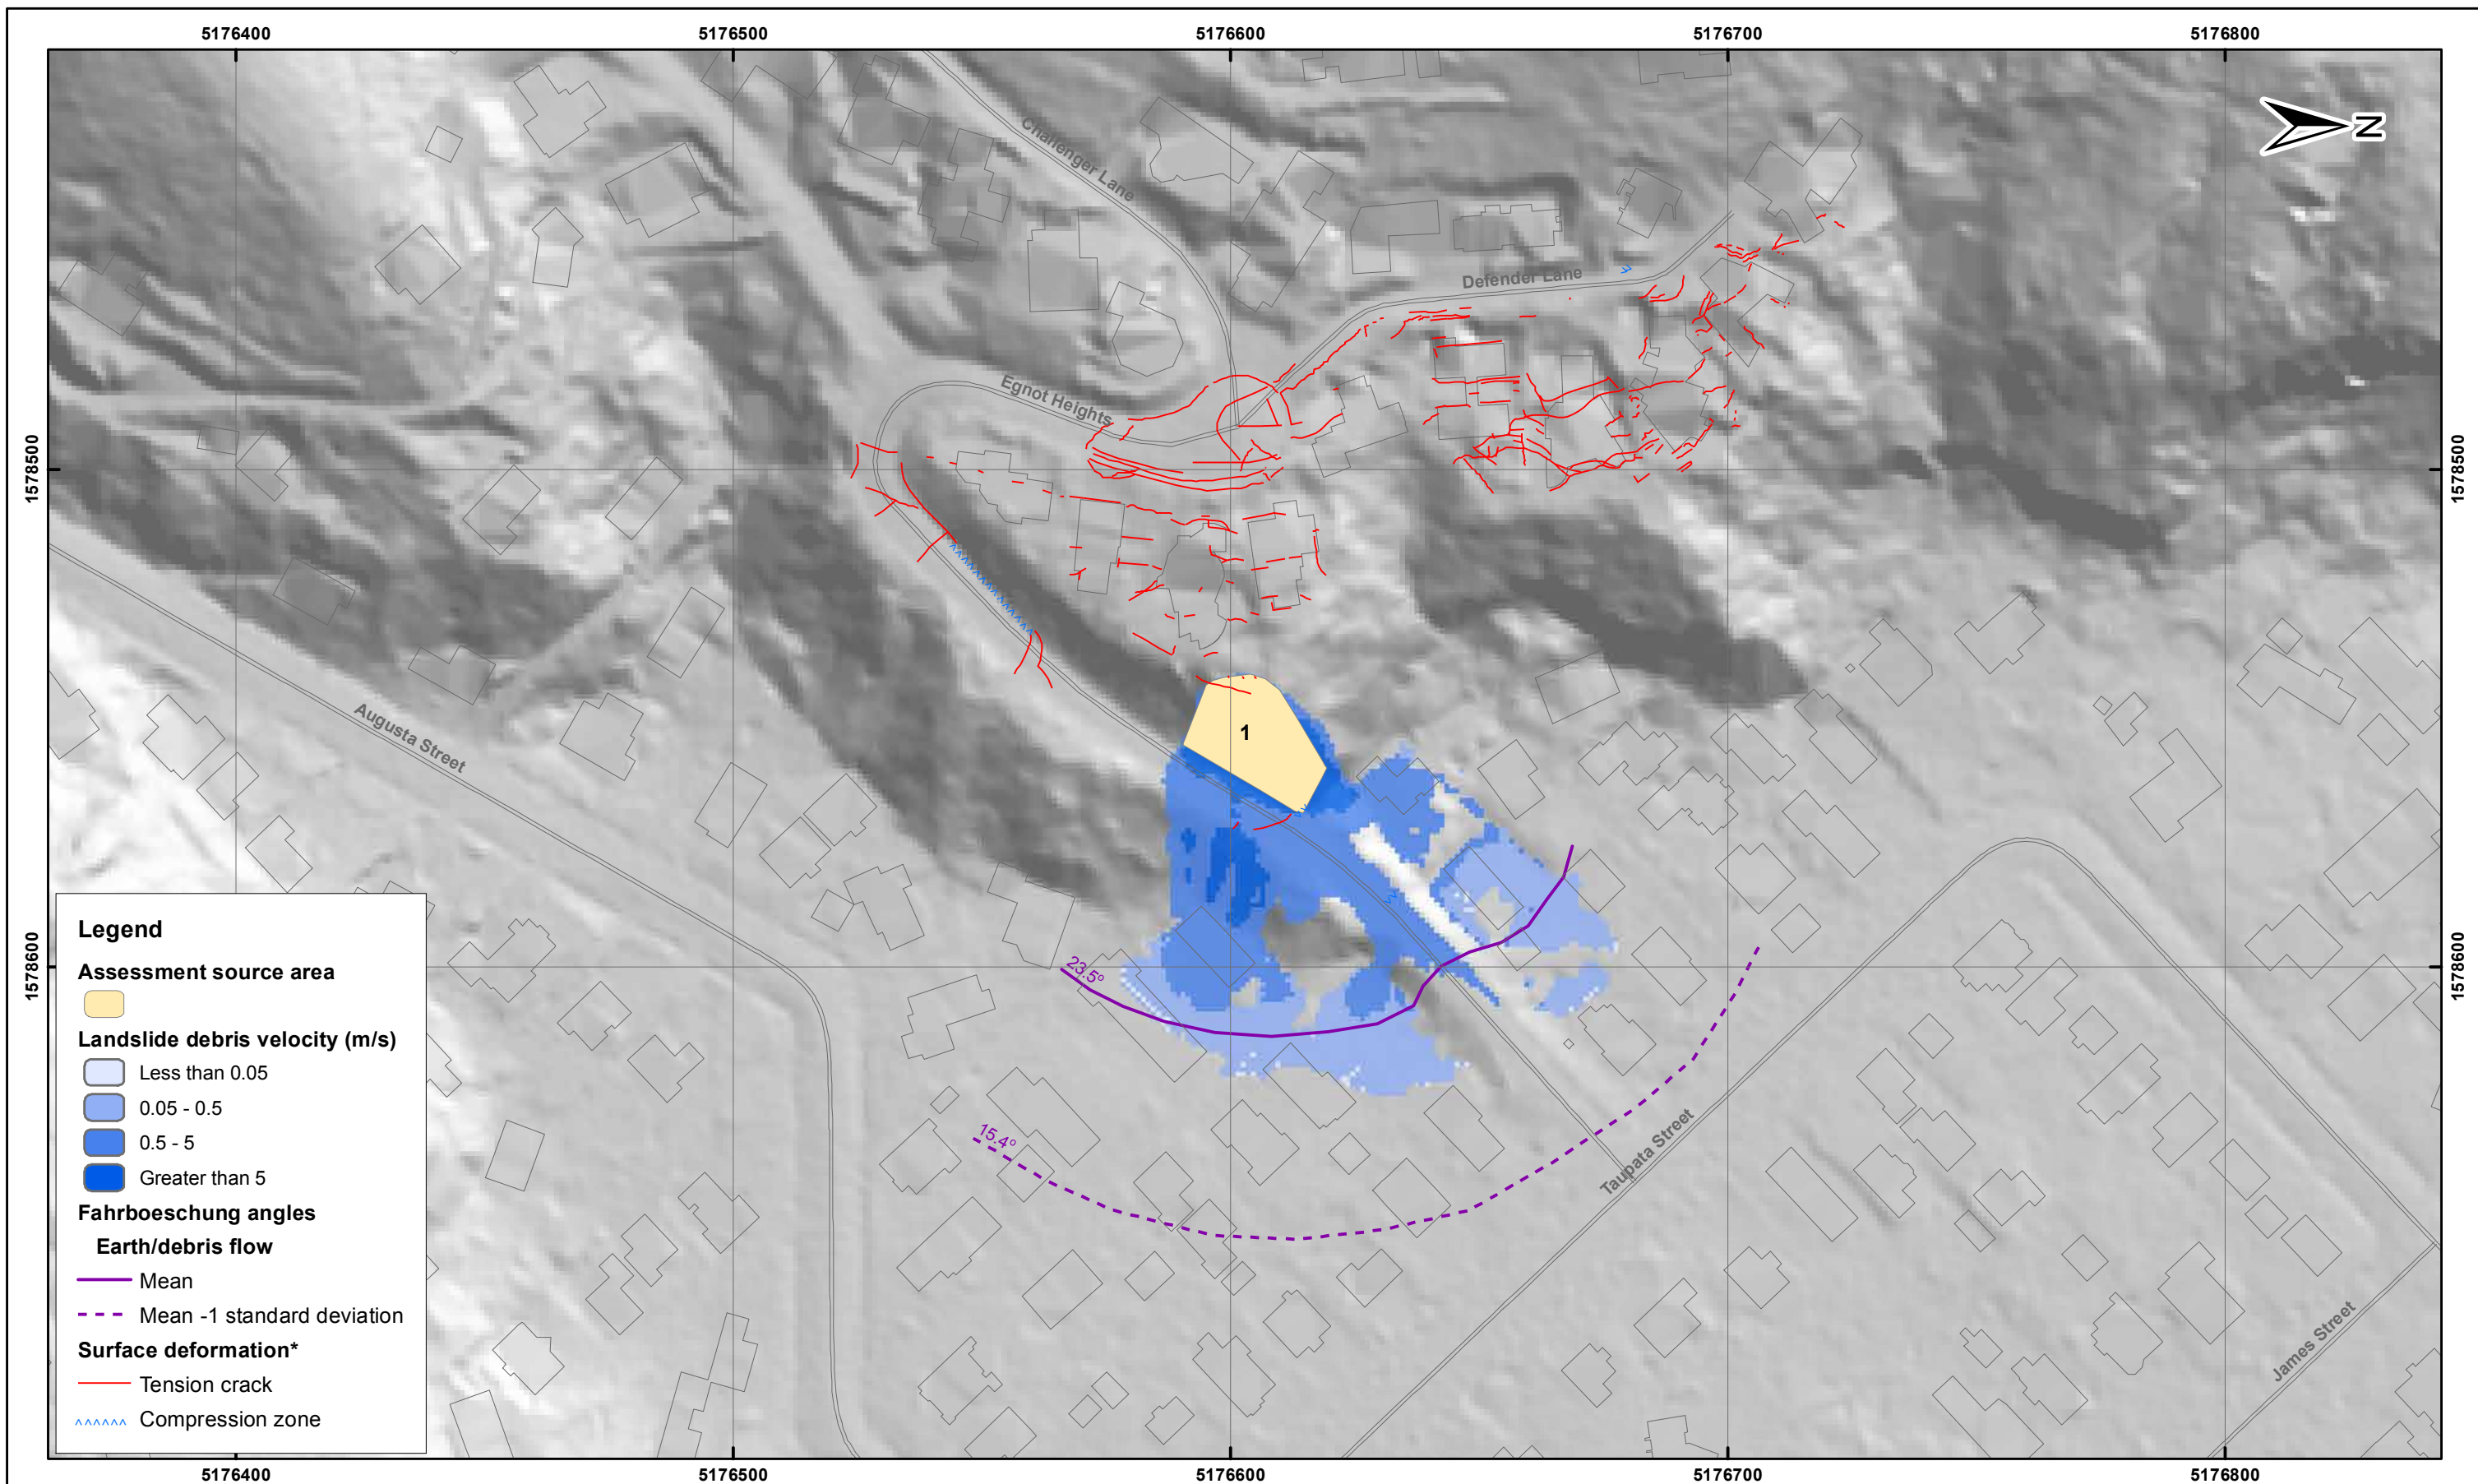 5176400
5176500
5176600
5176700
5176800
N
Challenger Lane
Defender Lane
Egnot Heights
1578500
1578500
1
Augusta Street
23.5º
1578600
1578600
15.4º
Taupata Street
James Street
Legend
Assessment source area
Landslide debris velocity (m/s)
Less than 0.05
0.05 - 0.5
0.5 - 5
Greater than 5
Fahrboeschung angles
Earth/debris flow
Mean
Mean -1 standard deviation
Surface deformation*
Tension crack
Compression zone
5176400
5176500
5176600
5176700
5176800